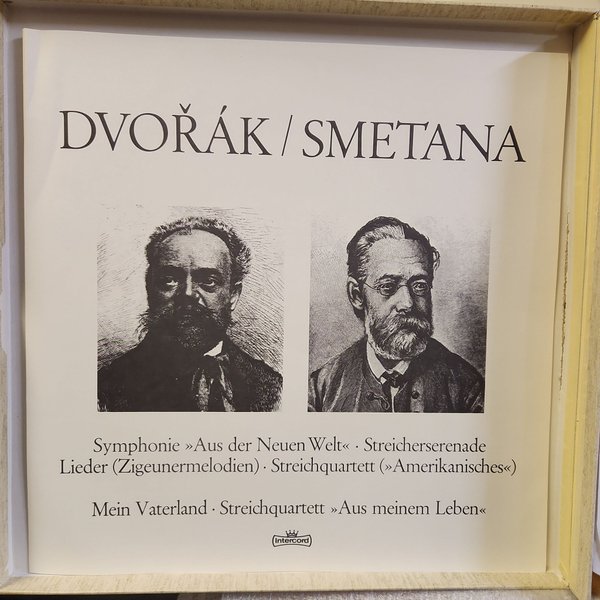 DVOŘÁK / SMETANA
Symphonie »Aus der Neuen Welt« · Streicherserenade
Lieder (Zigeunermelodien) · Streichquartett (»Amerikanisches«)
Mein Vaterland · Streichquartett »Aus meinem Leben«
Intercord